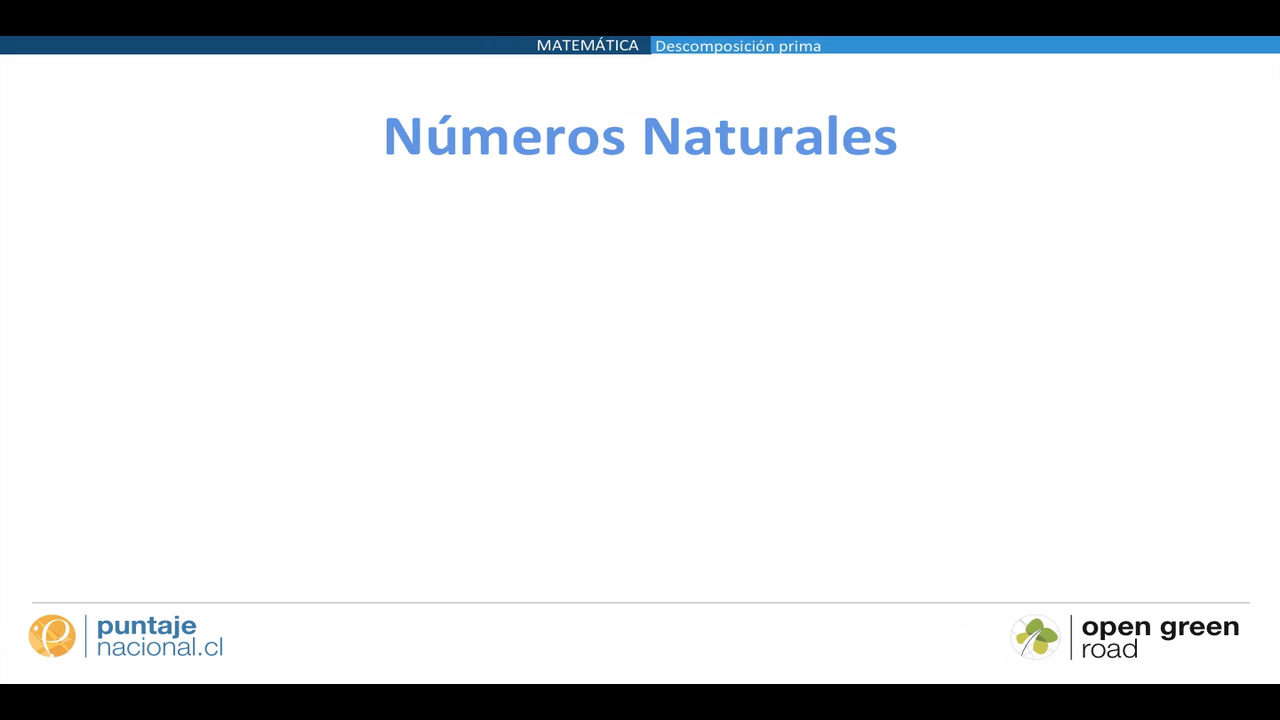 MATEMÁTICA Descomposición prima
Números Naturales
puntaje
nacional.cl
open green
road